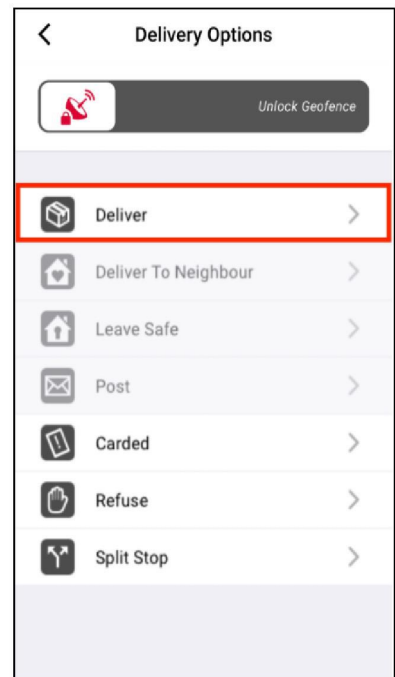 Delivery Options
Unlock Geofence
Deliver
Deliver To Neighbour
Leave Safe
Post
Carded
Refuse
Split Stop